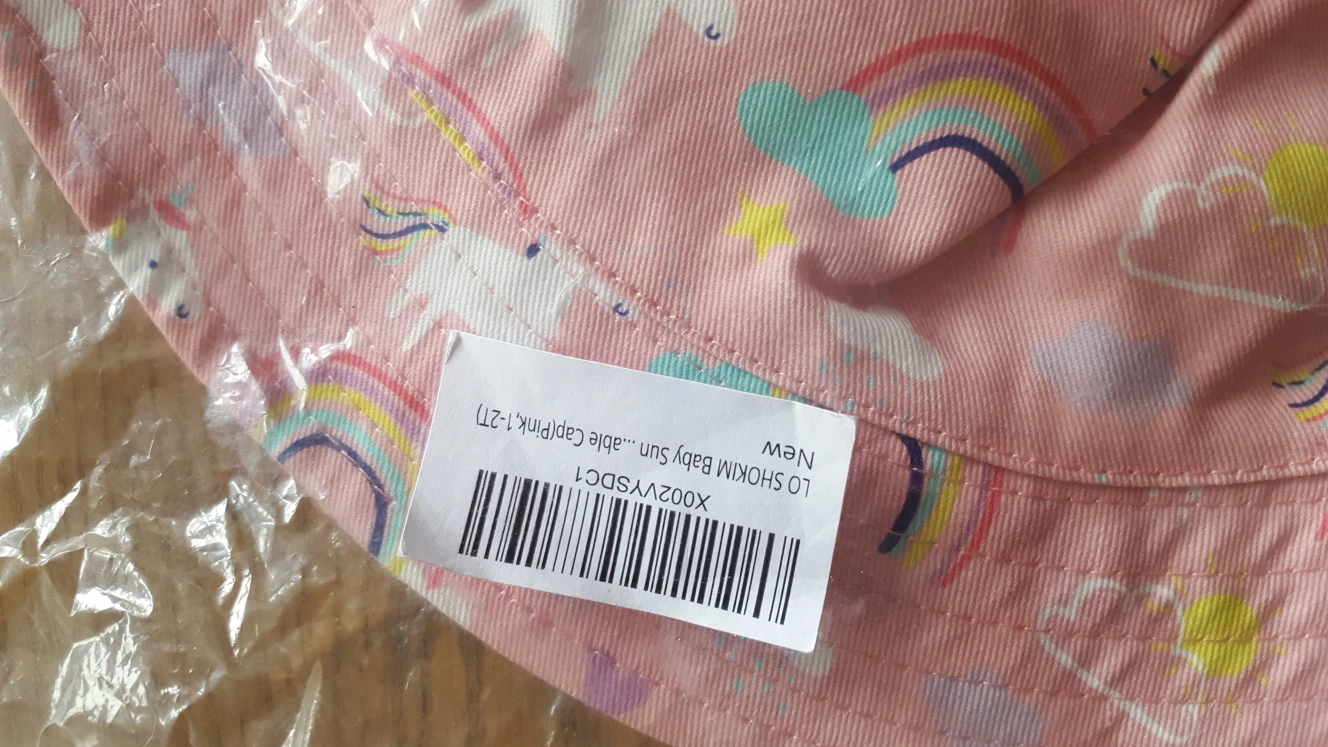 X002VYSDC1
LO SHOKIM Baby Sun ...able Cap(Pink,1-2T)
New